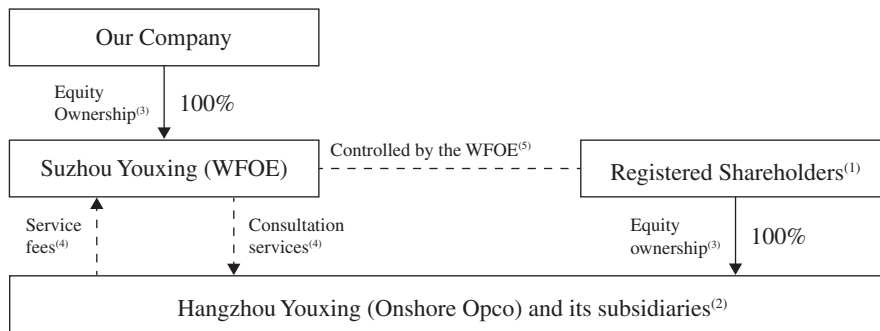 Our Company
Equity
Ownership(3)
100%
Suzhou Youxing (WFOE)
Controlled by the WFOE(5)
Registered Shareholders(1)
Service
fees(4)
Consultation
services(4)
Equity
ownership(3)
100%
Hangzhou Youxing (Onshore Opco) and its subsidiaries(2)